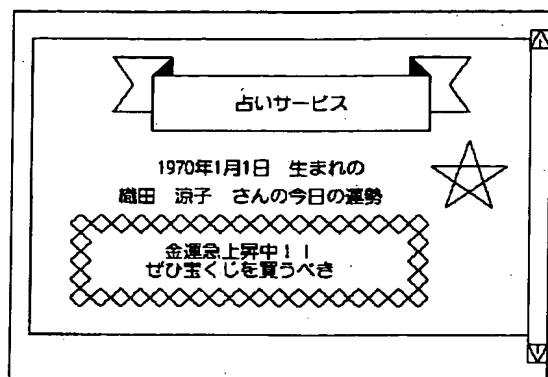 占いサービス
1970年1月1日 生まれの
織田 涼子 さんの今日の運勢
金運急上昇中！！
ぜひ宝くじを買うべき